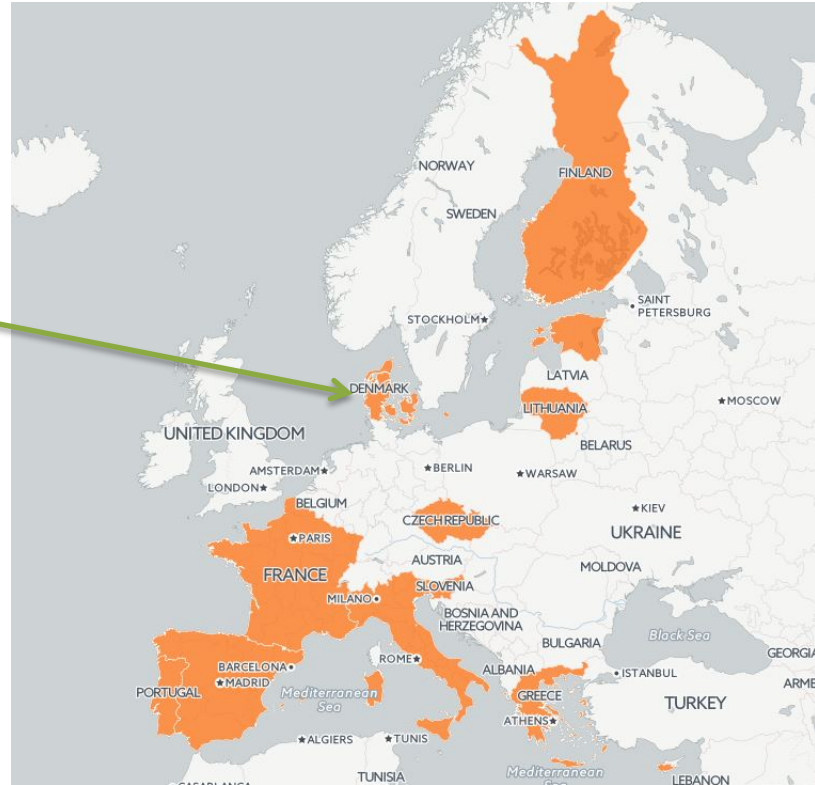 NORWAY
FINLAND
SWEDEN
SAINT
PETERSBURG
STOCKHOLM
LATVIA
DENMARK
LITHUANIA
MOSCOW
UNITED KINGDOM
BELARUS
AMSTERDAM
BERLIN
WARSAW
LONDON
BELGIUM
KIEV
CZECH REPUBLIC
UKRAINE
PARIS
AUSTRIA
MOLDOVA
FRANCE
SLOVENIA
MILANO
BOSNIA AND
HERZEGOVINA
Black Sea
BULGARIA
GEORGIA
ROME
BARCELONA
ALBANIA
ISTANBUL
MADRID
ARME
PORTUGAL
Mediterranean
Sea
GREECE
TURKEY
ATHENS
ALGIERS
TUNIS
Mediterranean
TUNISIA
LEBANON